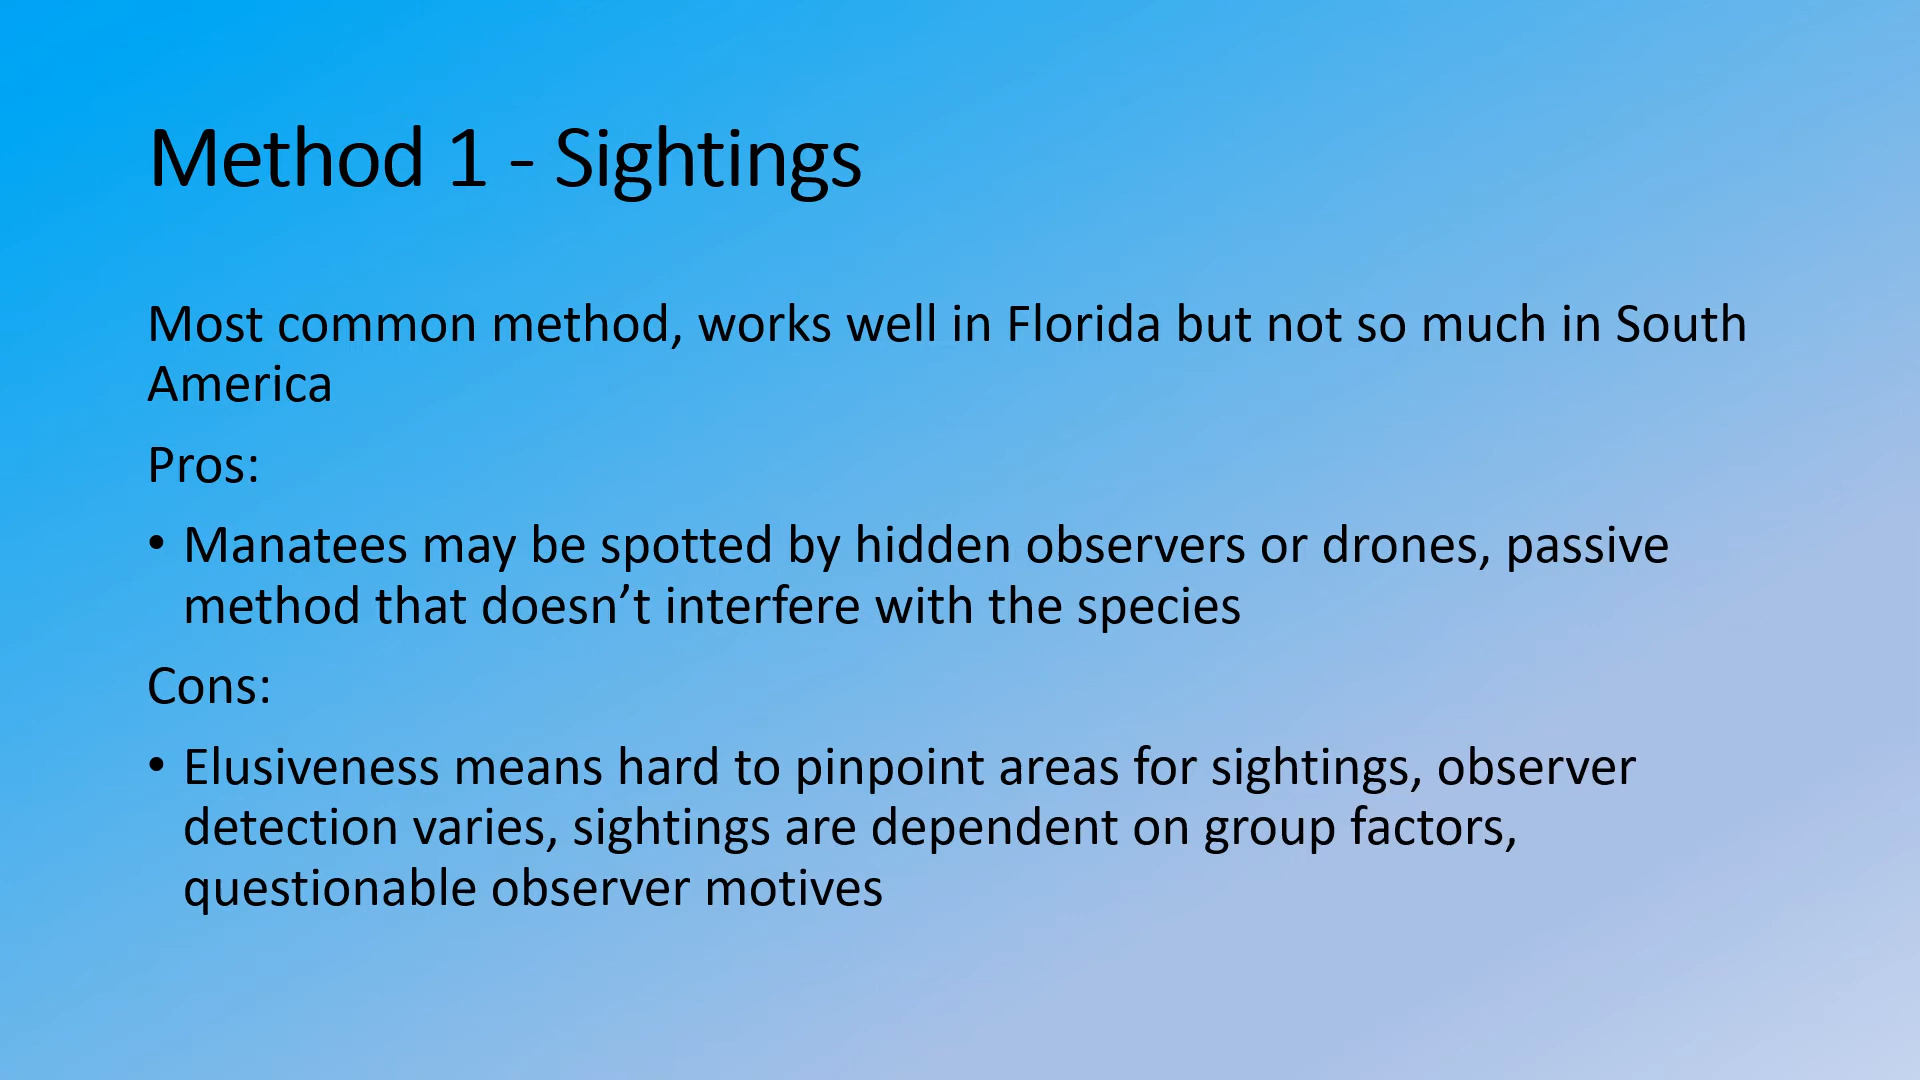 Method 1 - Sightings
Most common method, works well in Florida but not so much in South
America
Pros:
• Manatees may be spotted by hidden observers or drones, passive
method that doesn’t interfere with the species
Cons:
• Elusiveness means hard to pinpoint areas for sightings, observer
detection varies, sightings are dependent on group factors,
questionable observer motives